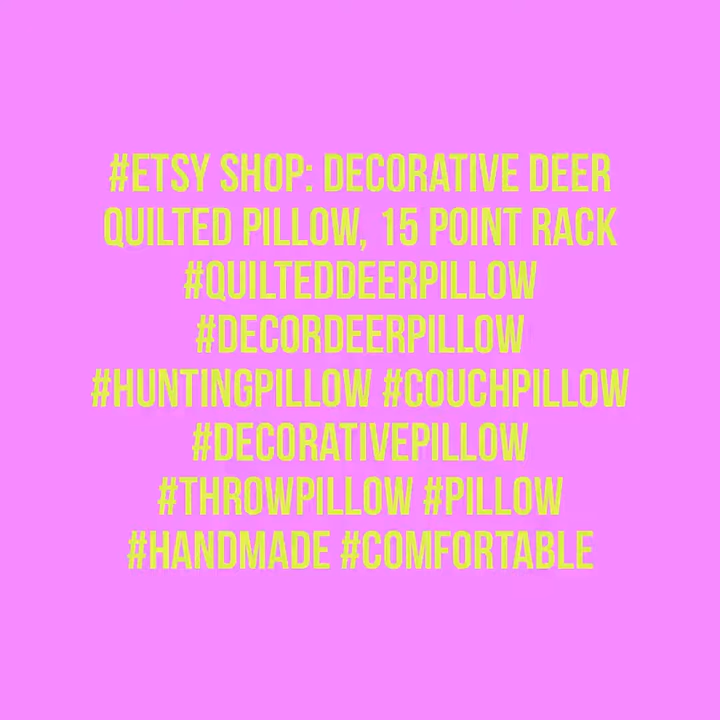 #ETSY SHOP: DECORATIVE DEER
QUILTED PILLOW, 15 POINT RACK
#QUILTEDDEERPILLOW
#DECORDEERPILLOW
#HUNTINGPILLOW #COUCHPILLOW
#DECORATIVEPILLOW
#THROWPILLOW #PILLOW
#HANDMADE #COMFORTABLE